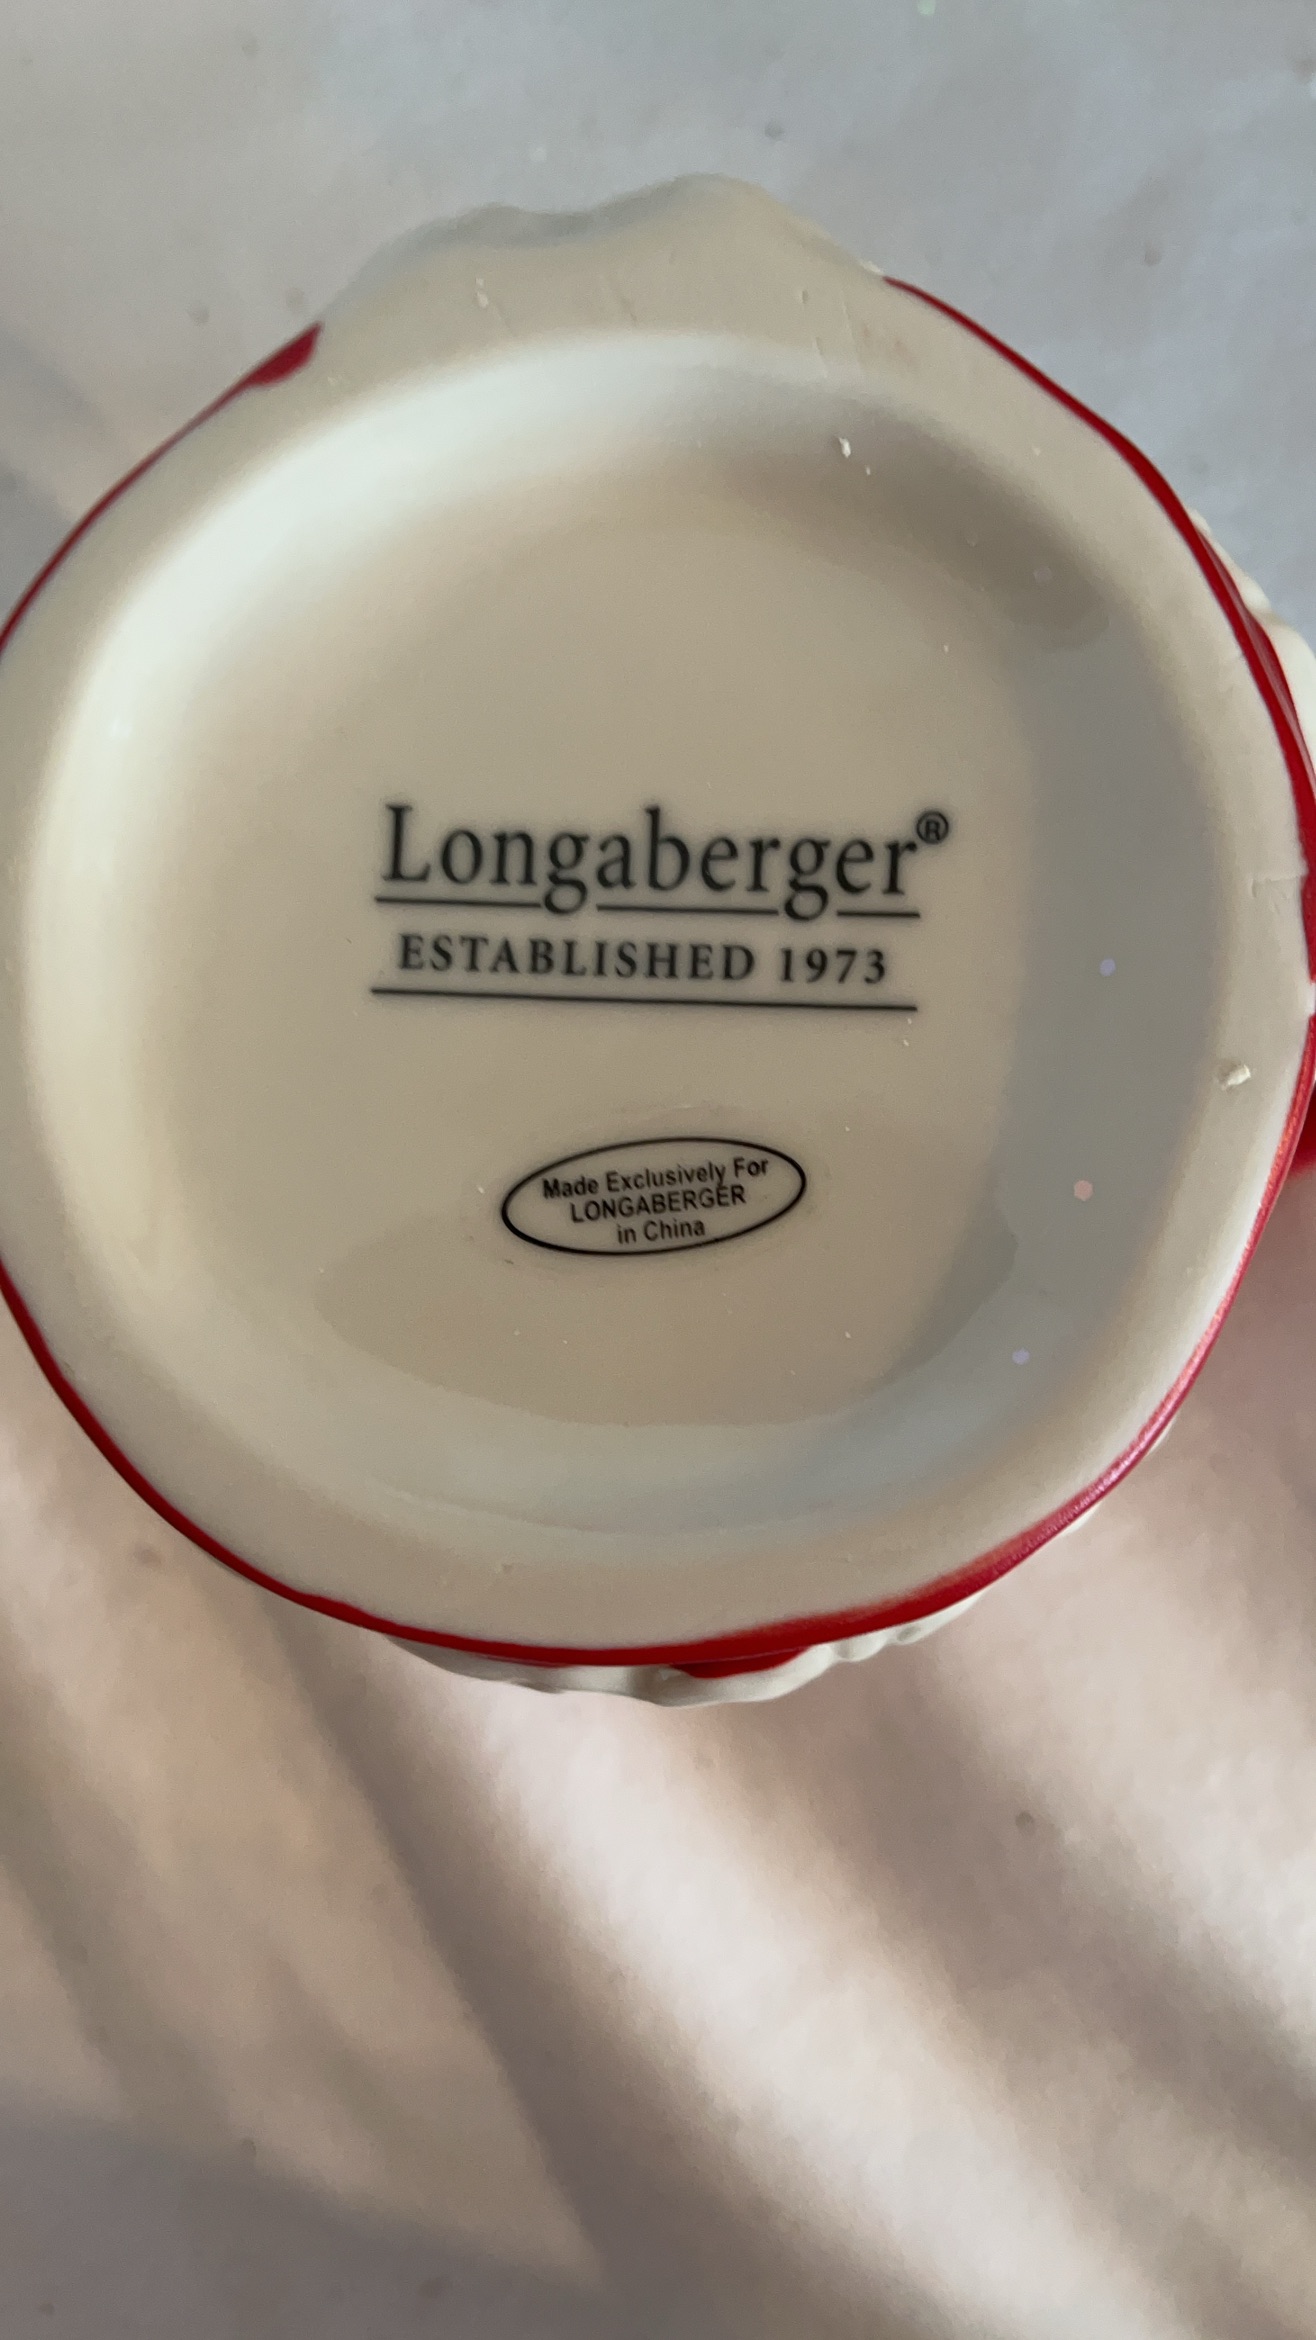 Longaberger®
ESTABLISHED 1973
Made Exclusively For
LONGABERGER
in China